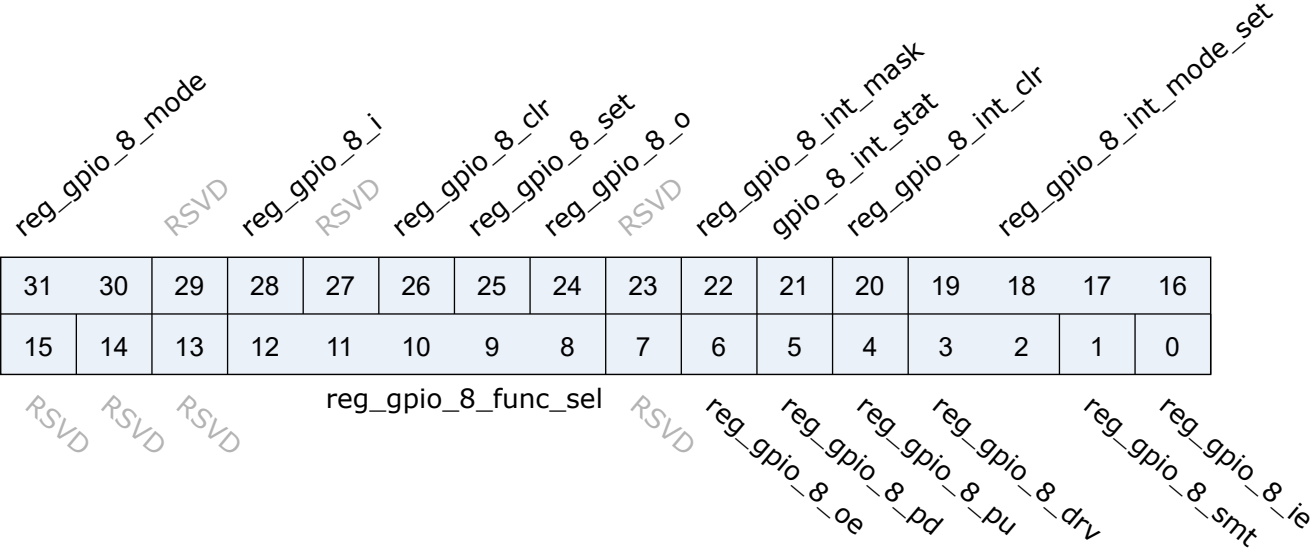 reg_gpio_8_mode
RSVD
reg_gpio_8_i
RSVD
reg_gpio_8_clr
reg_gpio_8_set
reg_gpio_8_o
RSVD
reg_gpio_8_int_mask
gpio_8_int_stat
reg_gpio_8_int_clr
reg_gpio_8_int_mode_set
31 30 29 28 27 26 25 24 23 22 21 20 19 18 17 16
15 14 13 12 11 10 9 8 7 6 5 4 3 2 1 0
RSVD
RSVD
RSVD
reg_gpio_8_func_sel
RSVD
reg_gpio_8_oe
reg_gpio_8_pd
reg_gpio_8_pu
reg_gpio_8_drv
reg_gpio_8_smt
reg_gpio_8_ie